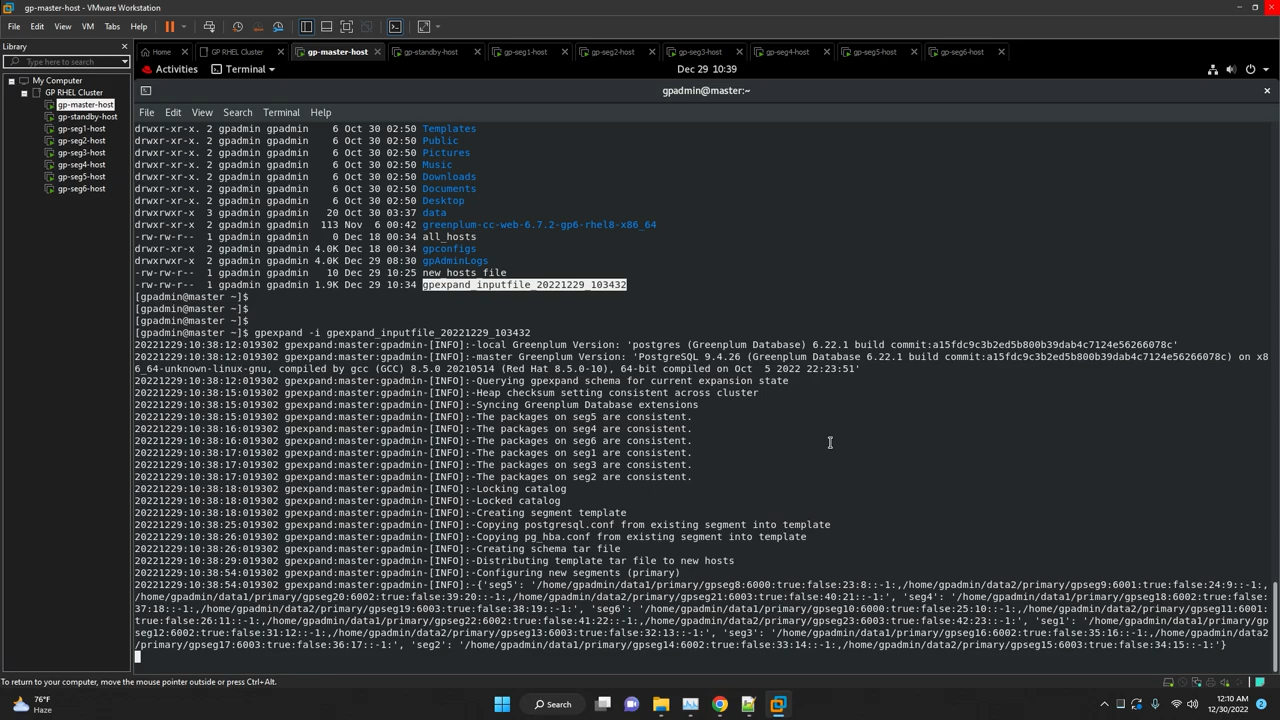 gp-master-host - VMware Workstation
File Edit View VM Tabs Help
Library
Type here to search
My Computer
GP RHEL Cluster
gp-master-host
gp-standby-host
gp-seg1-host
gp-seg2-host
gp-seg3-host
gp-seg4-host
gp-seg5-host
gp-seg6-host
Home GP RHEL Cluster gp-master-host gp-standby-host gp-seg1-host gp-seg2-host gp-seg3-host gp-seg4-host gp-seg5-host gp-seg6-host
Activities Terminal Dec 29 10:39
gpadmin@master:~
File Edit View Search Terminal Help
drwxr-xr-x. 2 gpadmin gpadmin 6 Oct 30 02:50 Templates
drwxr-xr-x. 2 gpadmin gpadmin 6 Oct 30 02:50 Public
drwxr-xr-x. 2 gpadmin gpadmin 6 Oct 30 02:50 Pictures
drwxr-xr-x. 2 gpadmin gpadmin 6 Oct 30 02:50 Music
drwxr-xr-x. 2 gpadmin gpadmin 6 Oct 30 02:50 Downloads
drwxr-xr-x. 2 gpadmin gpadmin 6 Oct 30 02:50 Documents
drwxr-xr-x. 2 gpadmin gpadmin 6 Oct 30 02:50 Desktop
drwxrwxr-x 3 gpadmin gpadmin 20 Oct 30 03:37 data
drwxr-xr-x 2 gpadmin gpadmin 113 Nov 6 00:42 greenplum-cc-web-6.7.2-gp6-rhel8-x86_64
-rw-rw-r-- 1 gpadmin gpadmin 0 Dec 18 00:34 all_hosts
drwxrwxr-x 2 gpadmin gpadmin 4.0K Dec 18 00:34 gpconfigs
drwxrwxr-x 2 gpadmin gpadmin 4.0K Dec 29 08:30 gpAdminLogs
-rw-rw-r-- 1 gpadmin gpadmin 10 Dec 29 10:25 new_hosts_file
-rw-rw-r-- 1 gpadmin gpadmin 1.9K Dec 29 10:34 gpexpand_inputfile_20221229_103432
[gpadmin@master ~]$
[gpadmin@master ~]$
[gpadmin@master ~]$
[gpadmin@master ~]$ gpexpand -i gpexpand_inputfile_20221229_103432
20221229:10:38:12:019302 gpexpand:master:gpadmin-[INFO]:-local Greenplum Version: 'postgres (Greenplum Database) 6.22.1 build commit:a15fdc9c3b2ed5b800b39dab4c7124e56266078c'
20221229:10:38:12:019302 gpexpand:master:gpadmin-[INFO]:-master Greenplum Version: 'PostgreSQL 9.4.26 (Greenplum Database 6.22.1 build commit:a15fdc9c3b2ed5b800b39dab4c7124e56266078c) on x8
6_64-unknown-linux-gnu, compiled by gcc (GCC) 8.5.0 20210514 (Red Hat 8.5.0-10), 64-bit compiled on Oct 5 2022 22:23:51'
20221229:10:38:12:019302 gpexpand:master:gpadmin-[INFO]:-Querying gpexpand schema for current expansion state
20221229:10:38:15:019302 gpexpand:master:gpadmin-[INFO]:-Heap checksum setting consistent across cluster
20221229:10:38:15:019302 gpexpand:master:gpadmin-[INFO]:-Syncing Greenplum Database extensions
20221229:10:38:15:019302 gpexpand:master:gpadmin-[INFO]:-The packages on seg5 are consistent.
20221229:10:38:16:019302 gpexpand:master:gpadmin-[INFO]:-The packages on seg4 are consistent.
20221229:10:38:16:019302 gpexpand:master:gpadmin-[INFO]:-The packages on seg6 are consistent.
20221229:10:38:17:019302 gpexpand:master:gpadmin-[INFO]:-The packages on seg1 are consistent.
20221229:10:38:17:019302 gpexpand:master:gpadmin-[INFO]:-The packages on seg3 are consistent.
20221229:10:38:17:019302 gpexpand:master:gpadmin-[INFO]:-The packages on seg2 are consistent.
20221229:10:38:18:019302 gpexpand:master:gpadmin-[INFO]:-Locking catalog
20221229:10:38:18:019302 gpexpand:master:gpadmin-[INFO]:-Locked catalog
20221229:10:38:18:019302 gpexpand:master:gpadmin-[INFO]:-Creating segment template
20221229:10:38:25:019302 gpexpand:master:gpadmin-[INFO]:-Copying postgresql.conf from existing segment into template
20221229:10:38:26:019302 gpexpand:master:gpadmin-[INFO]:-Copying pg_hba.conf from existing segment into template
20221229:10:38:26:019302 gpexpand:master:gpadmin-[INFO]:-Creating schema tar file
20221229:10:38:29:019302 gpexpand:master:gpadmin-[INFO]:-Distributing template tar file to new hosts
20221229:10:38:54:019302 gpexpand:master:gpadmin-[INFO]:-Configuring new segments (primary)
20221229:10:38:54:019302 gpexpand:master:gpadmin-[INFO]:-{'seg5': '/home/gpadmin/data1/primary/gpseg8:6000:true:false:23:8::-1:,/home/gpadmin/data2/primary/gpseg9:6001:true:false:24:9::-1:,
/home/gpadmin/data1/primary/gpseg20:6002:true:false:39:20::-1:,/home/gpadmin/data2/primary/gpseg21:6003:true:false:40:21::-1:', 'seg4': '/home/gpadmin/data1/primary/gpseg18:6002:true:false:
37:18::-1:,/home/gpadmin/data2/primary/gpseg19:6003:true:false:38:19::-1:', 'seg6': '/home/gpadmin/data1/primary/gpseg10:6000:true:false:25:10::-1:,/home/gpadmin/data2/primary/gpseg11:6001:
true:false:26:11::-1:,/home/gpadmin/data1/primary/gpseg22:6002:true:false:41:22::-1:,/home/gpadmin/data2/primary/gpseg23:6003:true:false:42:23::-1:', 'seg1': '/home/gpadmin/data1/primary/gp
seg12:6002:true:false:31:12::-1:,/home/gpadmin/data2/primary/gpseg13:6003:true:false:32:13::-1:', 'seg3': '/home/gpadmin/data1/primary/gpseg16:6002:true:false:35:16::-1:,/home/gpadmin/data2
/primary/gpseg17:6003:true:false:36:17::-1:', 'seg2': '/home/gpadmin/data1/primary/gpseg14:6002:true:false:33:14::-1:,/home/gpadmin/data2/primary/gpseg15:6003:true:false:34:15::-1:'}
To return to your computer, move the mouse pointer outside or press Ctrl+Alt.
76°F
Haze
Search
12:10 AM
12/30/2022
2